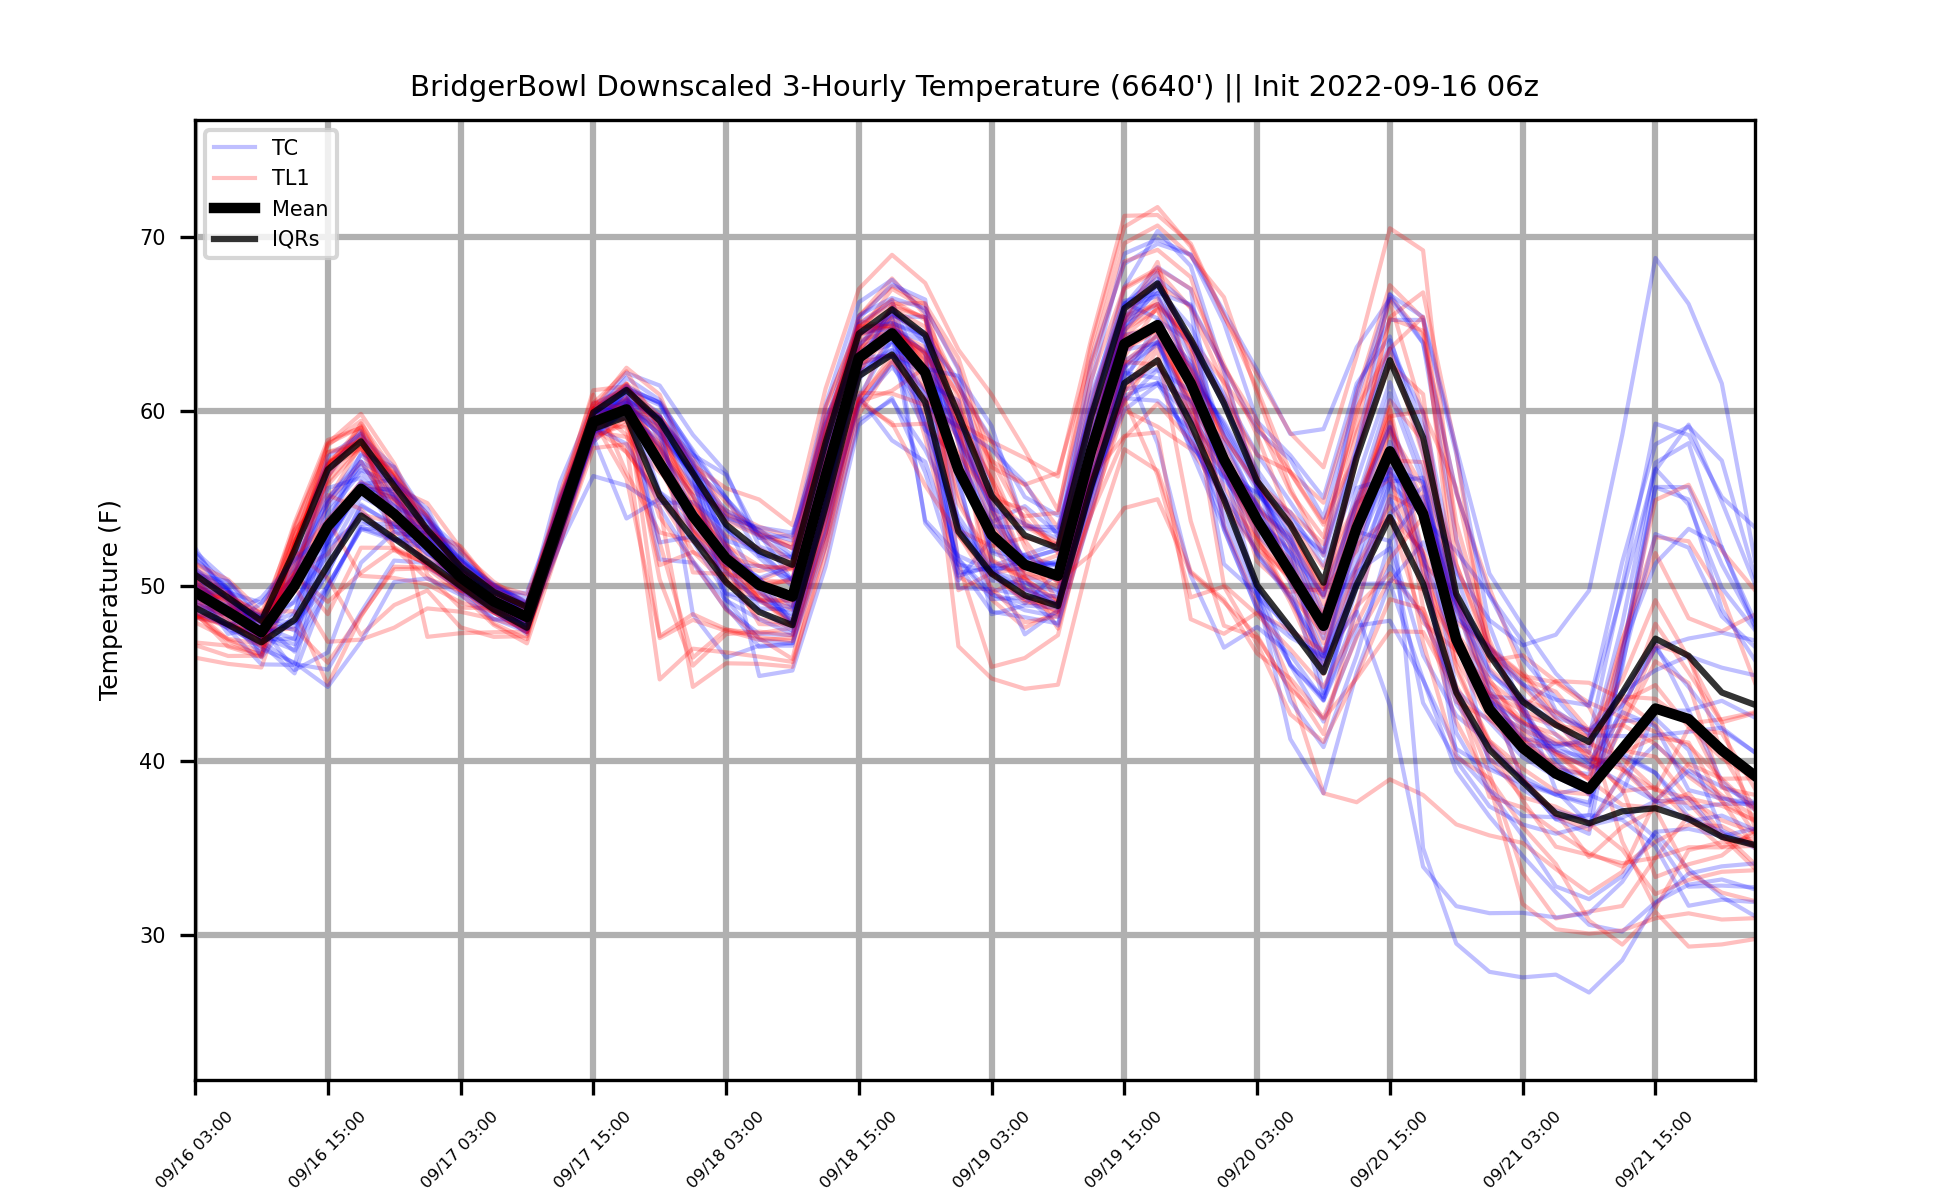 BridgerBowl Downscaled 3-Hourly Temperature (6640') || Init 2022-09-16 06z
TC
TL1
Mean
IQRs
Temperature (F)
70
60
50
40
30
09/16 03:00
09/16 15:00
09/17 03:00
09/17 15:00
09/18 03:00
09/18 15:00
09/19 03:00
09/19 15:00
09/20 03:00
09/20 15:00
09/21 03:00
09/21 15:00